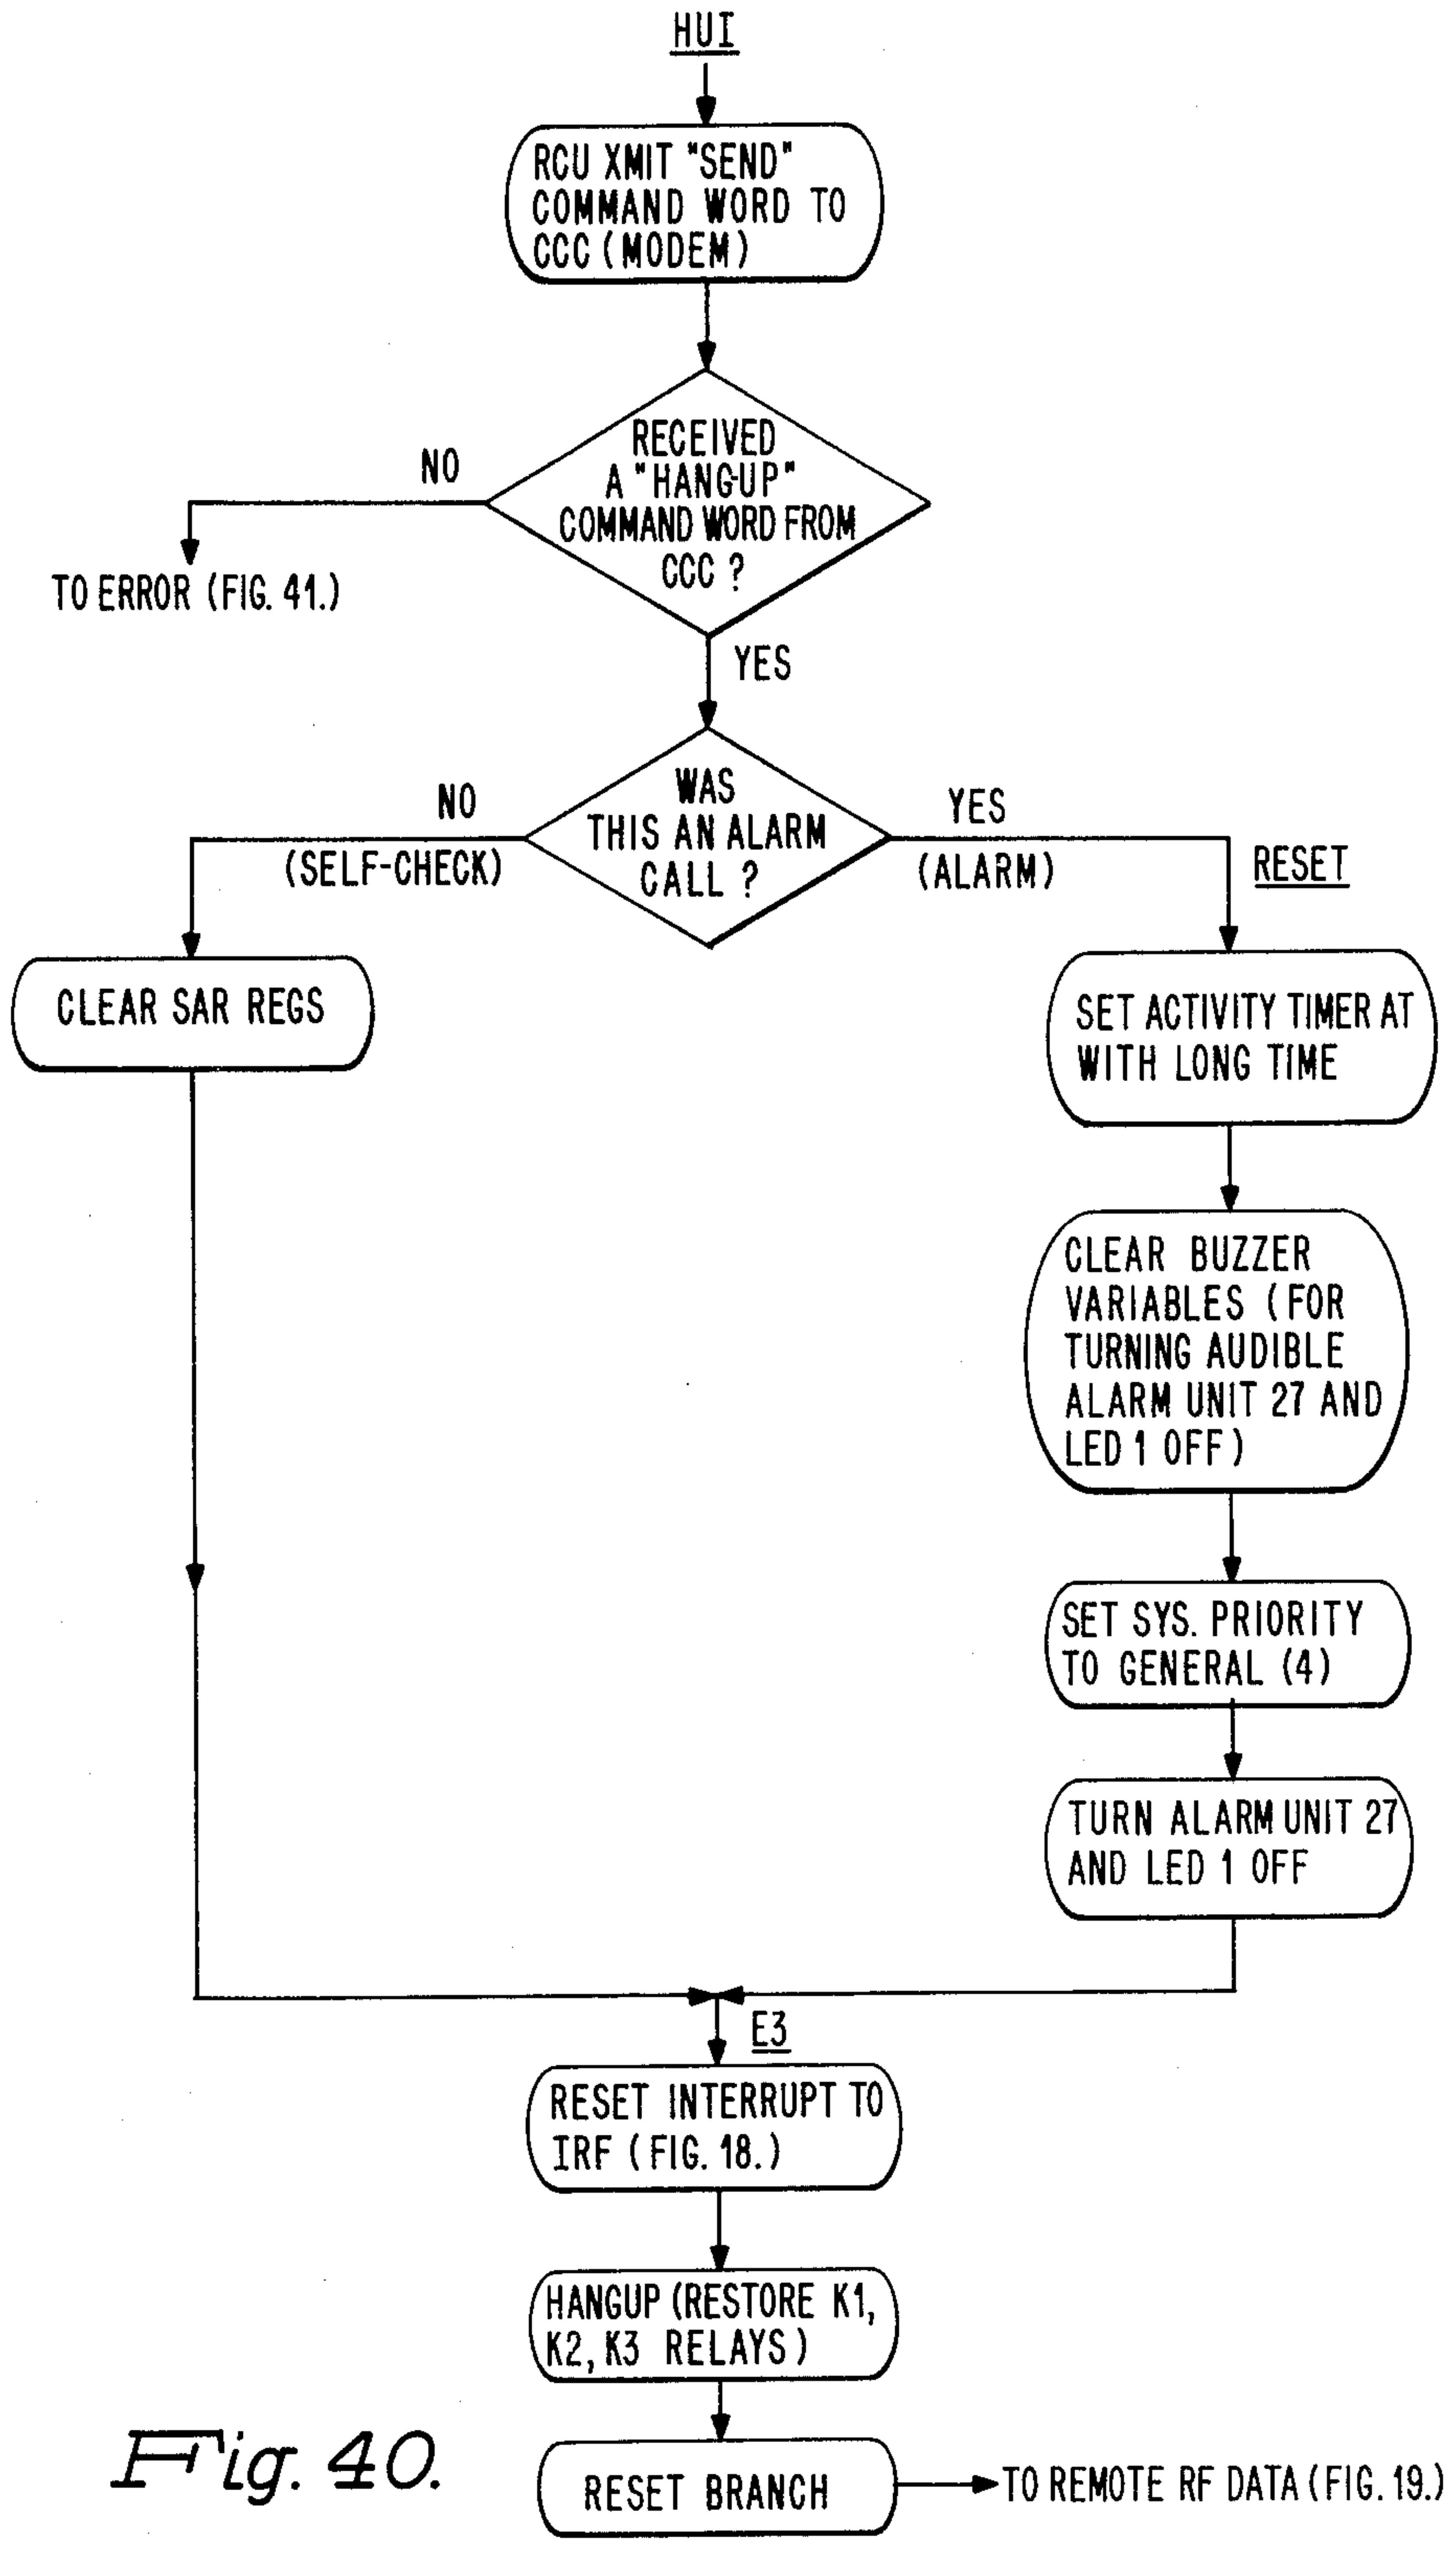 HUI
RCU XMIT "SEND"
COMMAND WORD TO
CCC (MODEM)
RECEIVED
A "HANG-UP"
COMMAND WORD FROM
CCC ?
NO
TO ERROR (FIG. 41.)
YES
WAS
THIS AN ALARM
CALL ?
NO
(SELF-CHECK)
YES
(ALARM)
RESET
CLEAR SAR REGS
SET ACTIVITY TIMER AT
WITH LONG TIME
CLEAR BUZZER
VARIABLES (FOR
TURNING AUDIBLE
ALARM UNIT 27 AND
LED 1 OFF)
SET SYS. PRIORITY
TO GENERAL (4)
TURN ALARM UNIT 27
AND LED 1 OFF
E3
RESET INTERRUPT TO
IRF (FIG. 18.)
HANGUP (RESTORE K1,
K2, K3 RELAYS)
RESET BRANCH
TO REMOTE RF DATA (FIG. 19.)
Fig. 40.